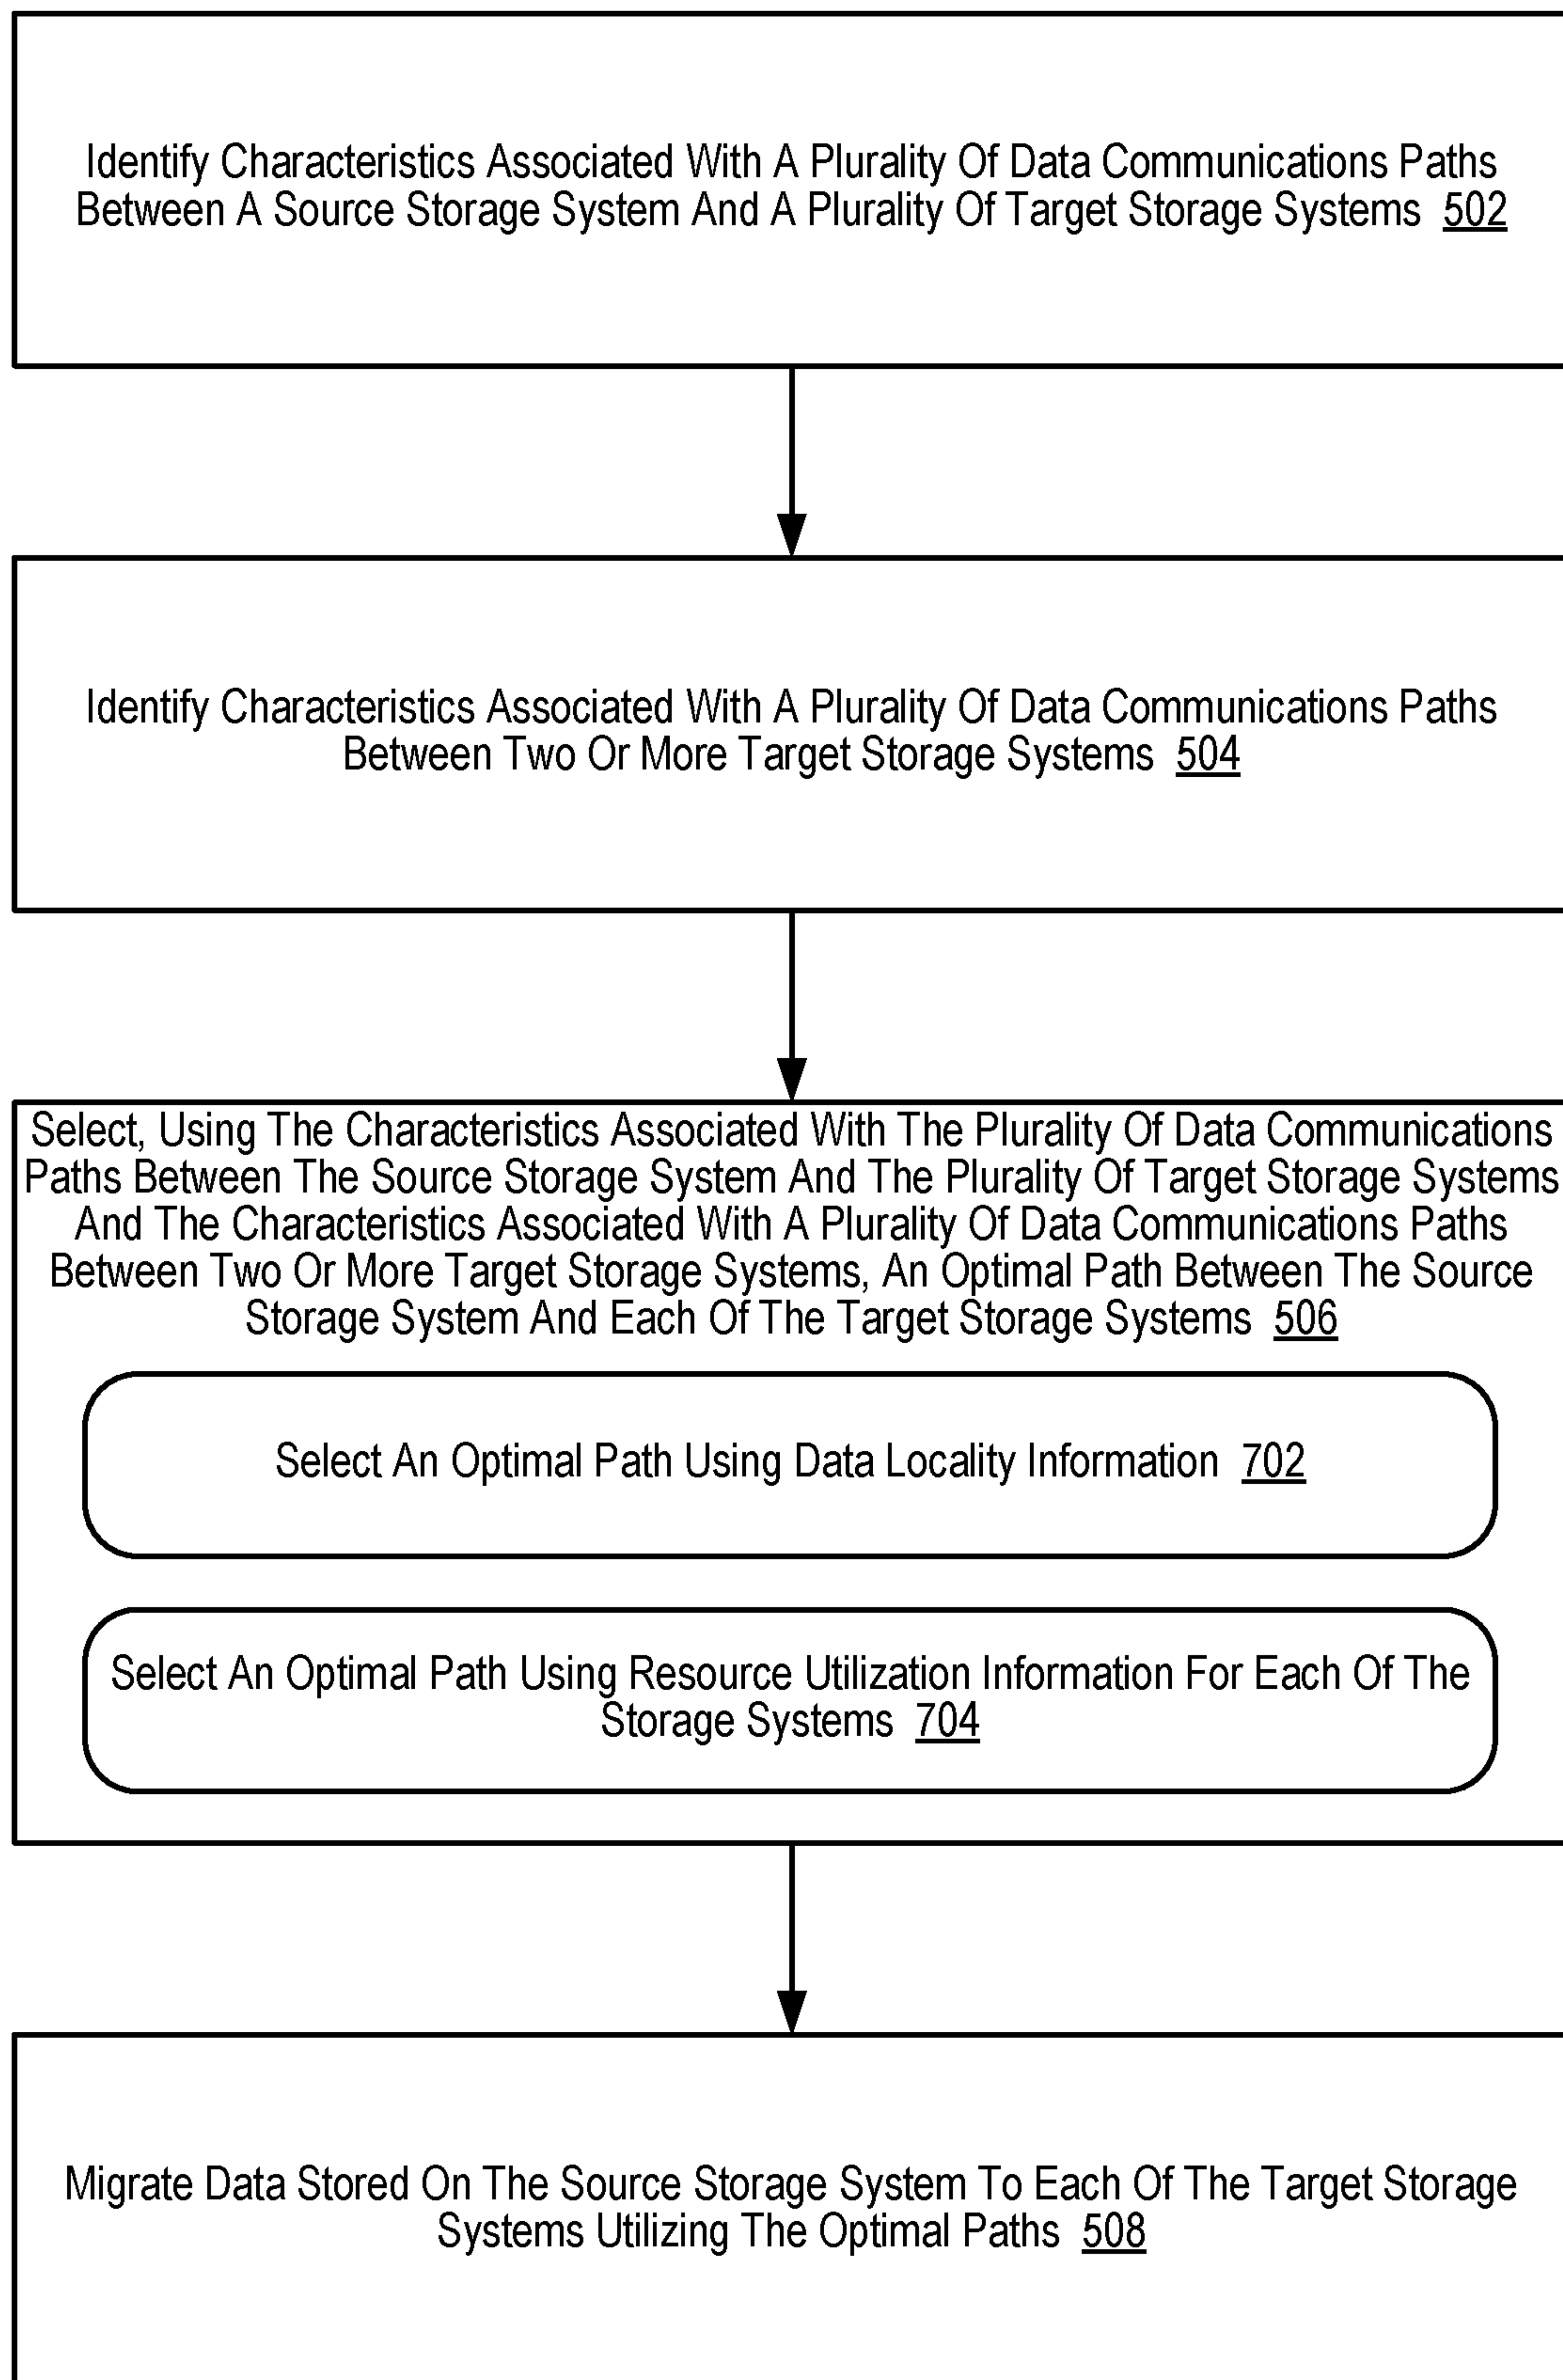 Identify Characteristics Associated With A Plurality Of Data Communications Paths
Between A Source Storage System And A Plurality Of Target Storage Systems 502
Identify Characteristics Associated With A Plurality Of Data Communications Paths
Between Two Or More Target Storage Systems 504
Select, Using The Characteristics Associated With The Plurality Of Data Communications
Paths Between The Source Storage System And The Plurality Of Target Storage Systems
And The Characteristics Associated With A Plurality Of Data Communications Paths
Between Two Or More Target Storage Systems, An Optimal Path Between The Source
Storage System And Each Of The Target Storage Systems 506
Select An Optimal Path Using Data Locality Information 702
Select An Optimal Path Using Resource Utilization Information For Each Of The
Storage Systems 704
Migrate Data Stored On The Source Storage System To Each Of The Target Storage
Systems Utilizing The Optimal Paths 508